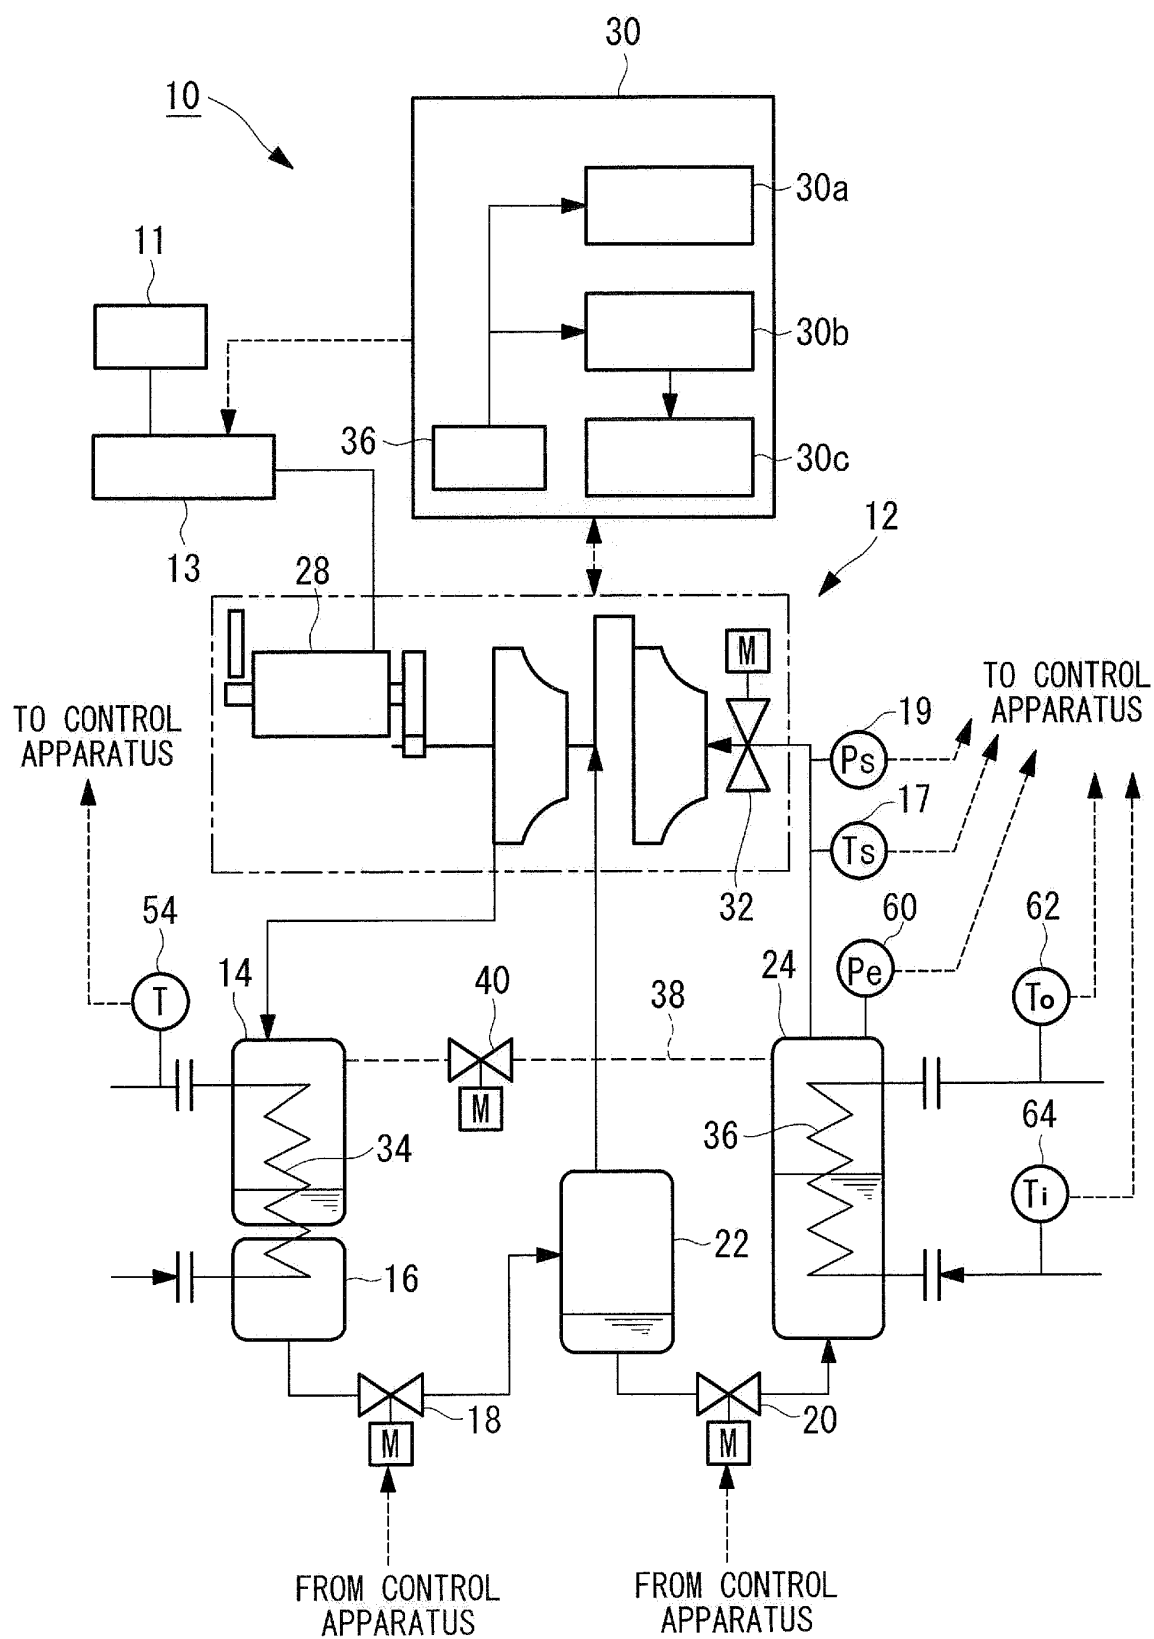 30
10
30a
11
30b
36
30c
13
12
28
M
TO CONTROL
APPARATUS
19
Ps
17
Ts
TO CONTROL
APPARATUS
32
54
T
14
40
38
24
60
Pe
62
To
M
34
36
64
Ti
22
16
18
20
M
M
FROM CONTROL
APPARATUS
FROM CONTROL
APPARATUS